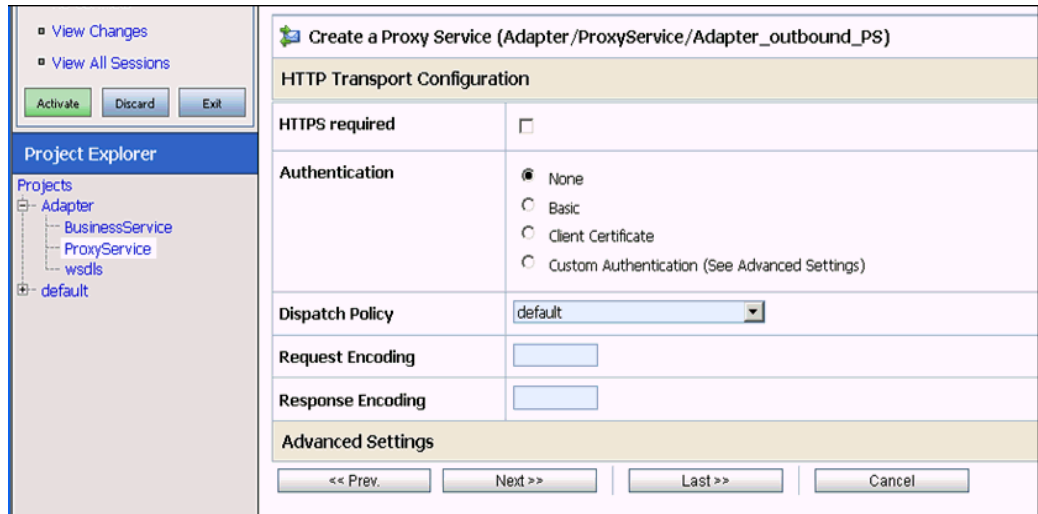 View Changes
View All Sessions
Activate Discard Exit
Project Explorer
Projects
Adapter
BusinessService
ProxyService
wsdls
default
Create a Proxy Service (Adapter/ProxyService/Adapter_outbound_PS)
HTTP Transport Configuration
HTTPS required
Authentication
None
Basic
Client Certificate
Custom Authentication (See Advanced Settings)
Dispatch Policy default
Request Encoding
Response Encoding
Advanced Settings
<< Prev. Next >> Last >> Cancel